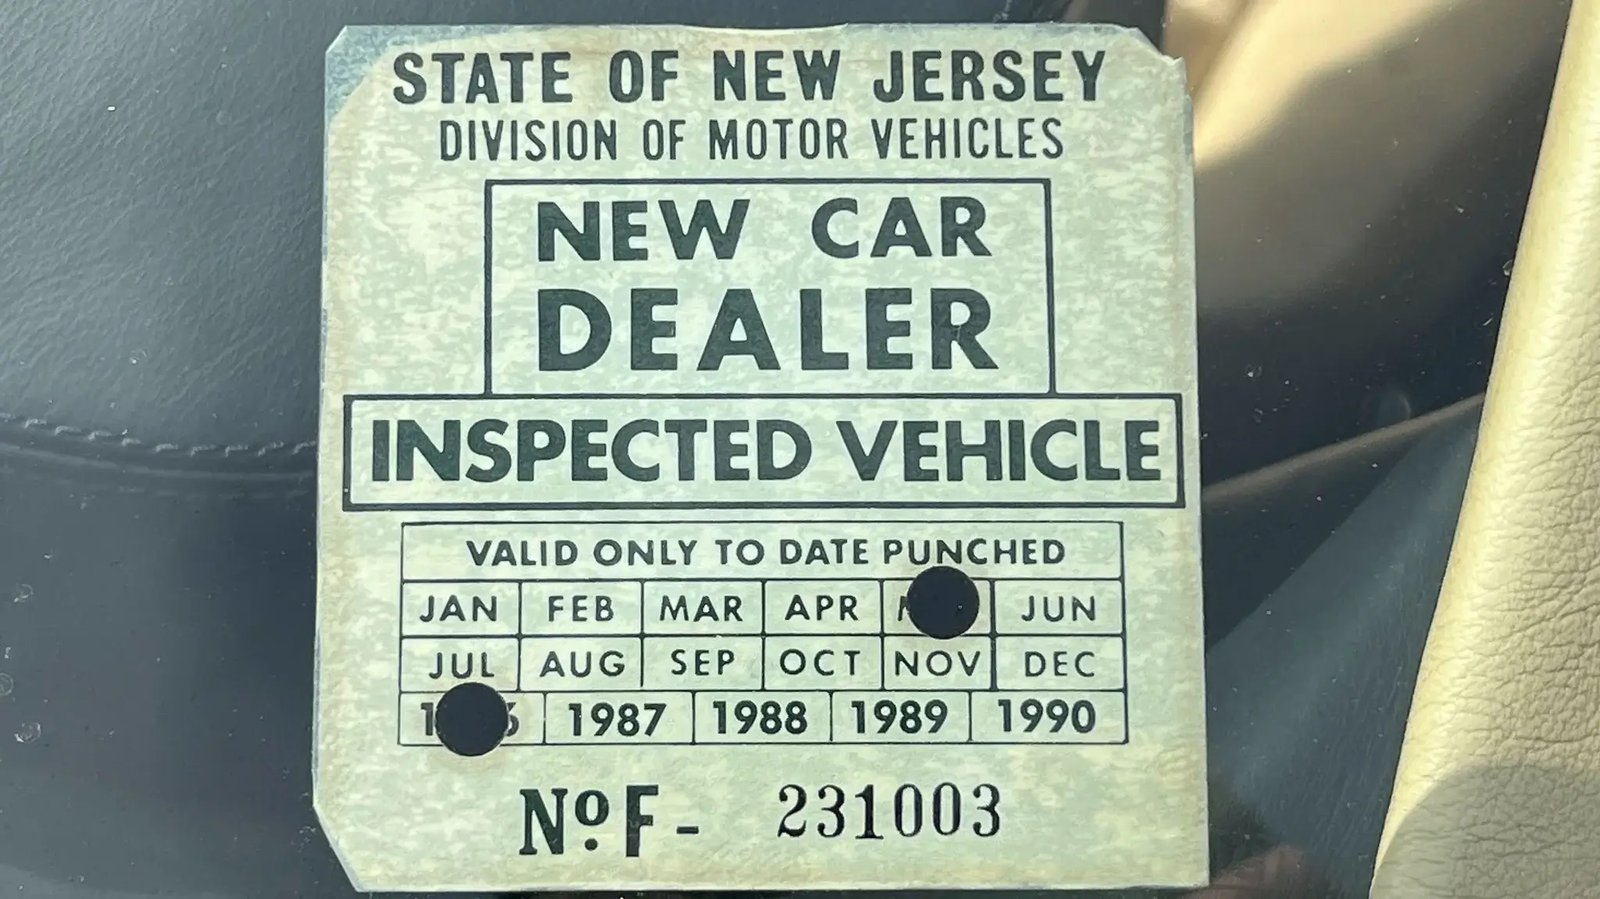 STATE OF NEW JERSEY
DIVISION OF MOTOR VEHICLES
NEW CAR
DEALER
INSPECTED VEHICLE
VALID ONLY TO DATE PUNCHED
JAN FEB MAR APR JUN
JUL AUG SEP OCT NOV DEC
1987 1988 1989 1990
No. F- 231003